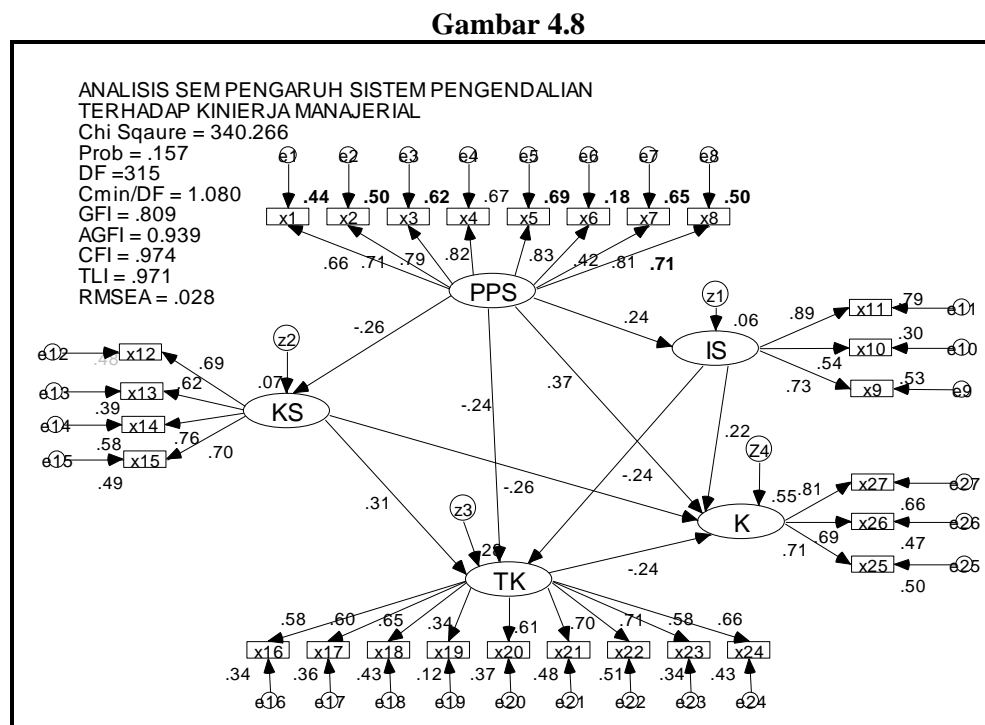 Gambar 4.8
ANALISIS SEM PENGARUH SISTEM PENGENDALIAN
TERHADAP KINIERJA MANAJERIAL
Chi Sqaure = 340.266
Prob = .157
DF =315
Cmin/DF = 1.080
GFI = .809
AGFI = 0.939
CFI = .974
TLI = .971
RMSEA = .028
e1 e2 e3 e4 e5 e6 e7 e8
.44 .50 .62 .67 .69 .18 .65 .50
x1 x2 x3 x4 x5 x6 x7 x8
.66 .71 .79 .82 .83 .42 .81 .71
PPS
z1
-.26 .24 .06 .89 x11 .79 e11
IS .54 x10 .30 e10
.73 x9 .53 e9
z2
e12 .48 x12 .69
e13 x13 .62 .07
.39
e14 x14 .76
.58
e15 x15 .70
.49
KS
-.24 .37
.31 -.26 -.24 .22
Z4
.55 .81 x27 e27
.66
K .69 x26 e26
.47
.71 x25 e25
.50
z3
.28
TK -.24
.58 .60 .65 .34 .61 .70 .71 .58 .66
x16 x17 x18 x19 x20 x21 x22 x23 x24
.34 .36 .43 .12 .37 .48 .51 .34 .43
e16 e17 e18 e19 e20 e21 e22 e23 e24